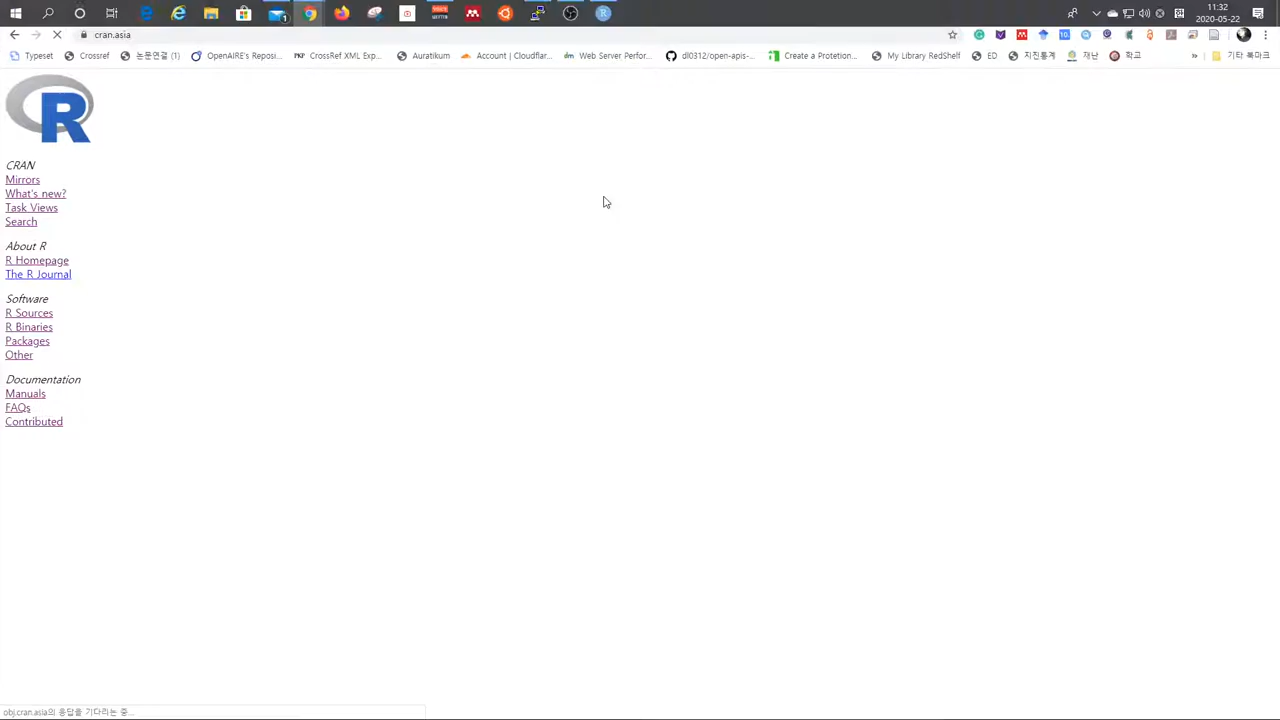 11:32
2020-05-22
cran.asia
Typeset
Crossref
논문연결 (1)
OpenAIRE's Reposi...
CrossRef XML Exp...
Auratikum
Account | Cloudflar...
Web Server Perfor...
dl0312/open-apis-...
Create a Protetion...
My Library RedShelf
ED
지진통계
재난
학교
»
기타 북마크
R
CRAN
Mirrors
What's new?
Task Views
Search
About R
R Homepage
The R Journal
Software
R Sources
R Binaries
Packages
Other
Documentation
Manuals
FAQs
Contributed
obj.cran.asia의 응답을 기다리는 중...